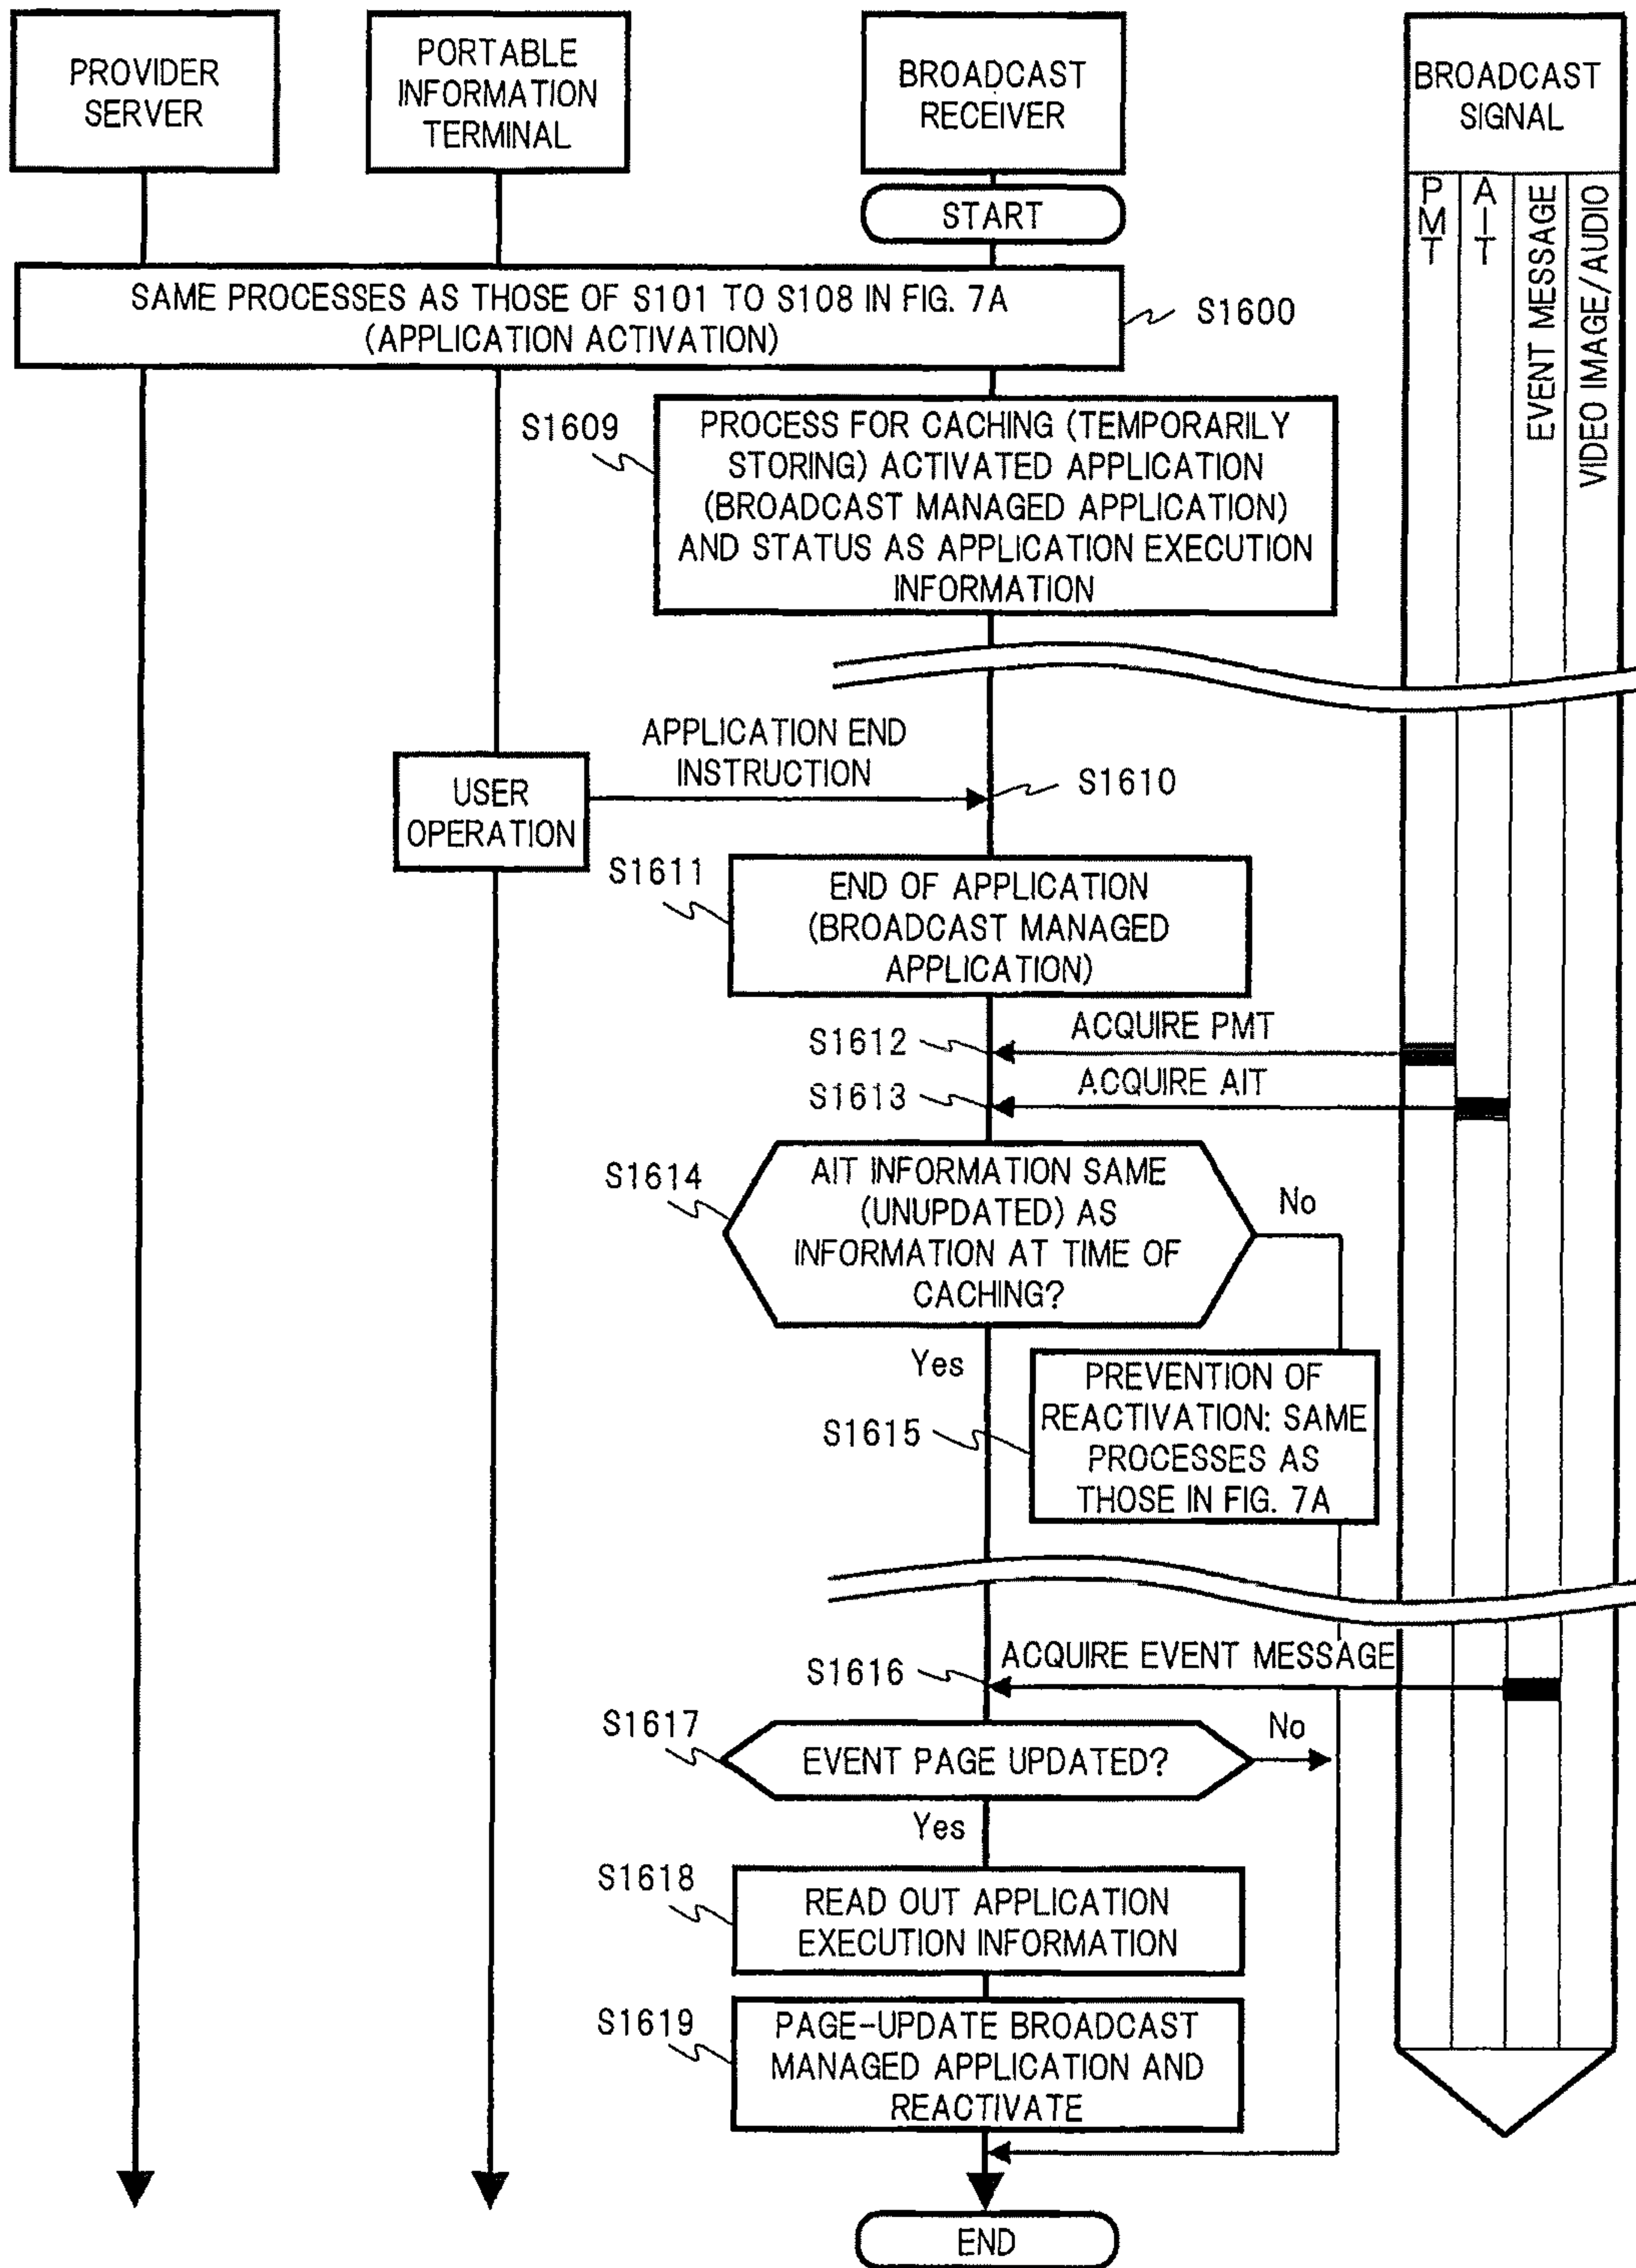 PROVIDER
SERVER
PORTABLE
INFORMATION
TERMINAL
BROADCAST
RECEIVER
BROADCAST
SIGNAL
START
PMT
AIT
EVENT MESSAGE
VIDEO IMAGE/AUDIO
SAME PROCESSES AS THOSE OF S101 TO S108 IN FIG. 7A
(APPLICATION ACTIVATION)
S1600
S1609
PROCESS FOR CACHING (TEMPORARILY
STORING) ACTIVATED APPLICATION
(BROADCAST MANAGED APPLICATION)
AND STATUS AS APPLICATION EXECUTION
INFORMATION
APPLICATION END
INSTRUCTION
USER
OPERATION
S1610
S1611
END OF APPLICATION
(BROADCAST MANAGED
APPLICATION)
S1612
ACQUIRE PMT
S1613
ACQUIRE AIT
S1614
AIT INFORMATION SAME
(UNUPDATED) AS
INFORMATION AT TIME OF
CACHING?
No
Yes
S1615
PREVENTION OF
REACTIVATION: SAME
PROCESSES AS
THOSE IN FIG. 7A
S1616
ACQUIRE EVENT MESSAGE
S1617
EVENT PAGE UPDATED?
No
Yes
S1618
READ OUT APPLICATION
EXECUTION INFORMATION
S1619
PAGE-UPDATE BROADCAST
MANAGED APPLICATION AND
REACTIVATE
END